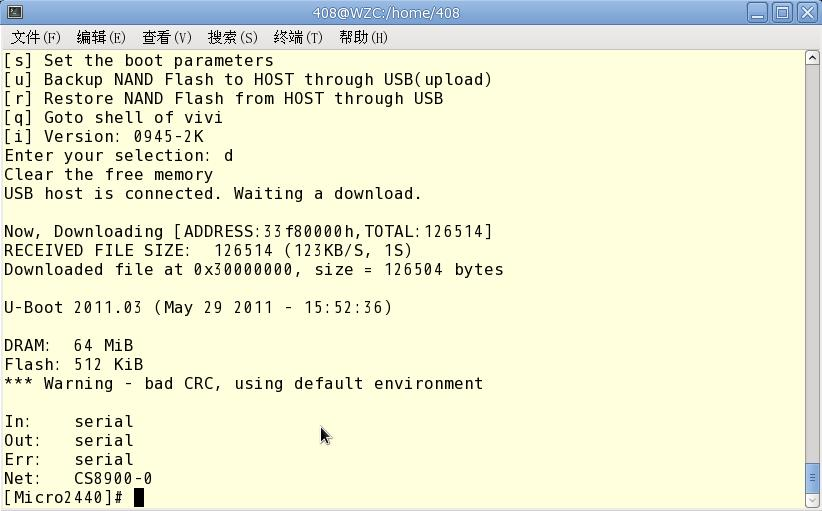 408@WZC:/home/408
文件(F) 编辑(E) 查看(V) 搜索(S) 终端(T) 帮助(H)
[s] Set the boot parameters
[u] Backup NAND Flash to HOST through USB(upload)
[r] Restore NAND Flash from HOST through USB
[q] Goto shell of vivi
[i] Version: 0945-2K
Enter your selection: d
Clear the free memory
USB host is connected. Waiting a download.
Now, Downloading [ADDRESS:33f80000h,TOTAL:126514]
RECEIVED FILE SIZE:  126514 (123KB/S, 1S)
Downloaded file at 0x30000000, size = 126504 bytes
U-Boot 2011.03 (May 29 2011 - 15:52:36)
DRAM:  64 MiB
Flash: 512 KiB
*** Warning - bad CRC, using default environment
In:    serial
Out:   serial
Err:   serial
Net:   CS8900-0
[Micro2440]#